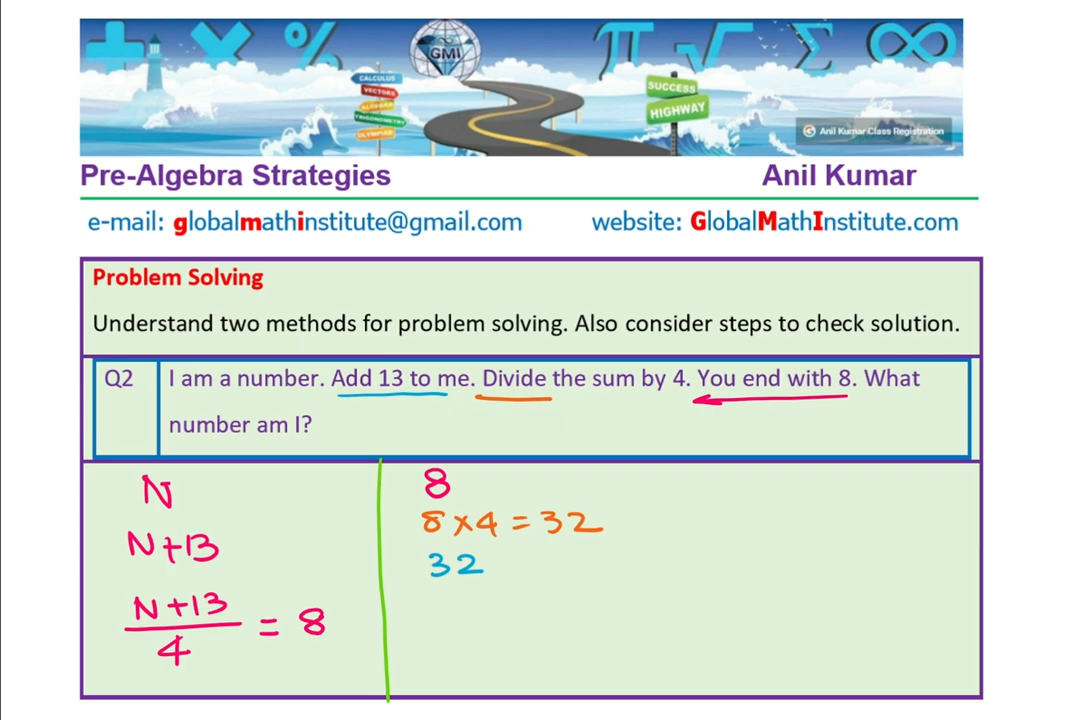 GMI
CALCULUS
VECTORS
ALGEBRA
TRIGONOMETRY
OLYMPIAD
SUCCESS
HIGHWAY
Anil Kumar Class Registration
Pre-Algebra Strategies Anil Kumar
e-mail: globalmathinstitute@gmail.com website: GlobalMathInstitute.com
Problem Solving
Understand two methods for problem solving. Also consider steps to check solution.
Q2 I am a number. Add 13 to me. Divide the sum by 4. You end with 8. What
number am I?
N
N+13
N+13
4
= 8
8
8×4=32
32